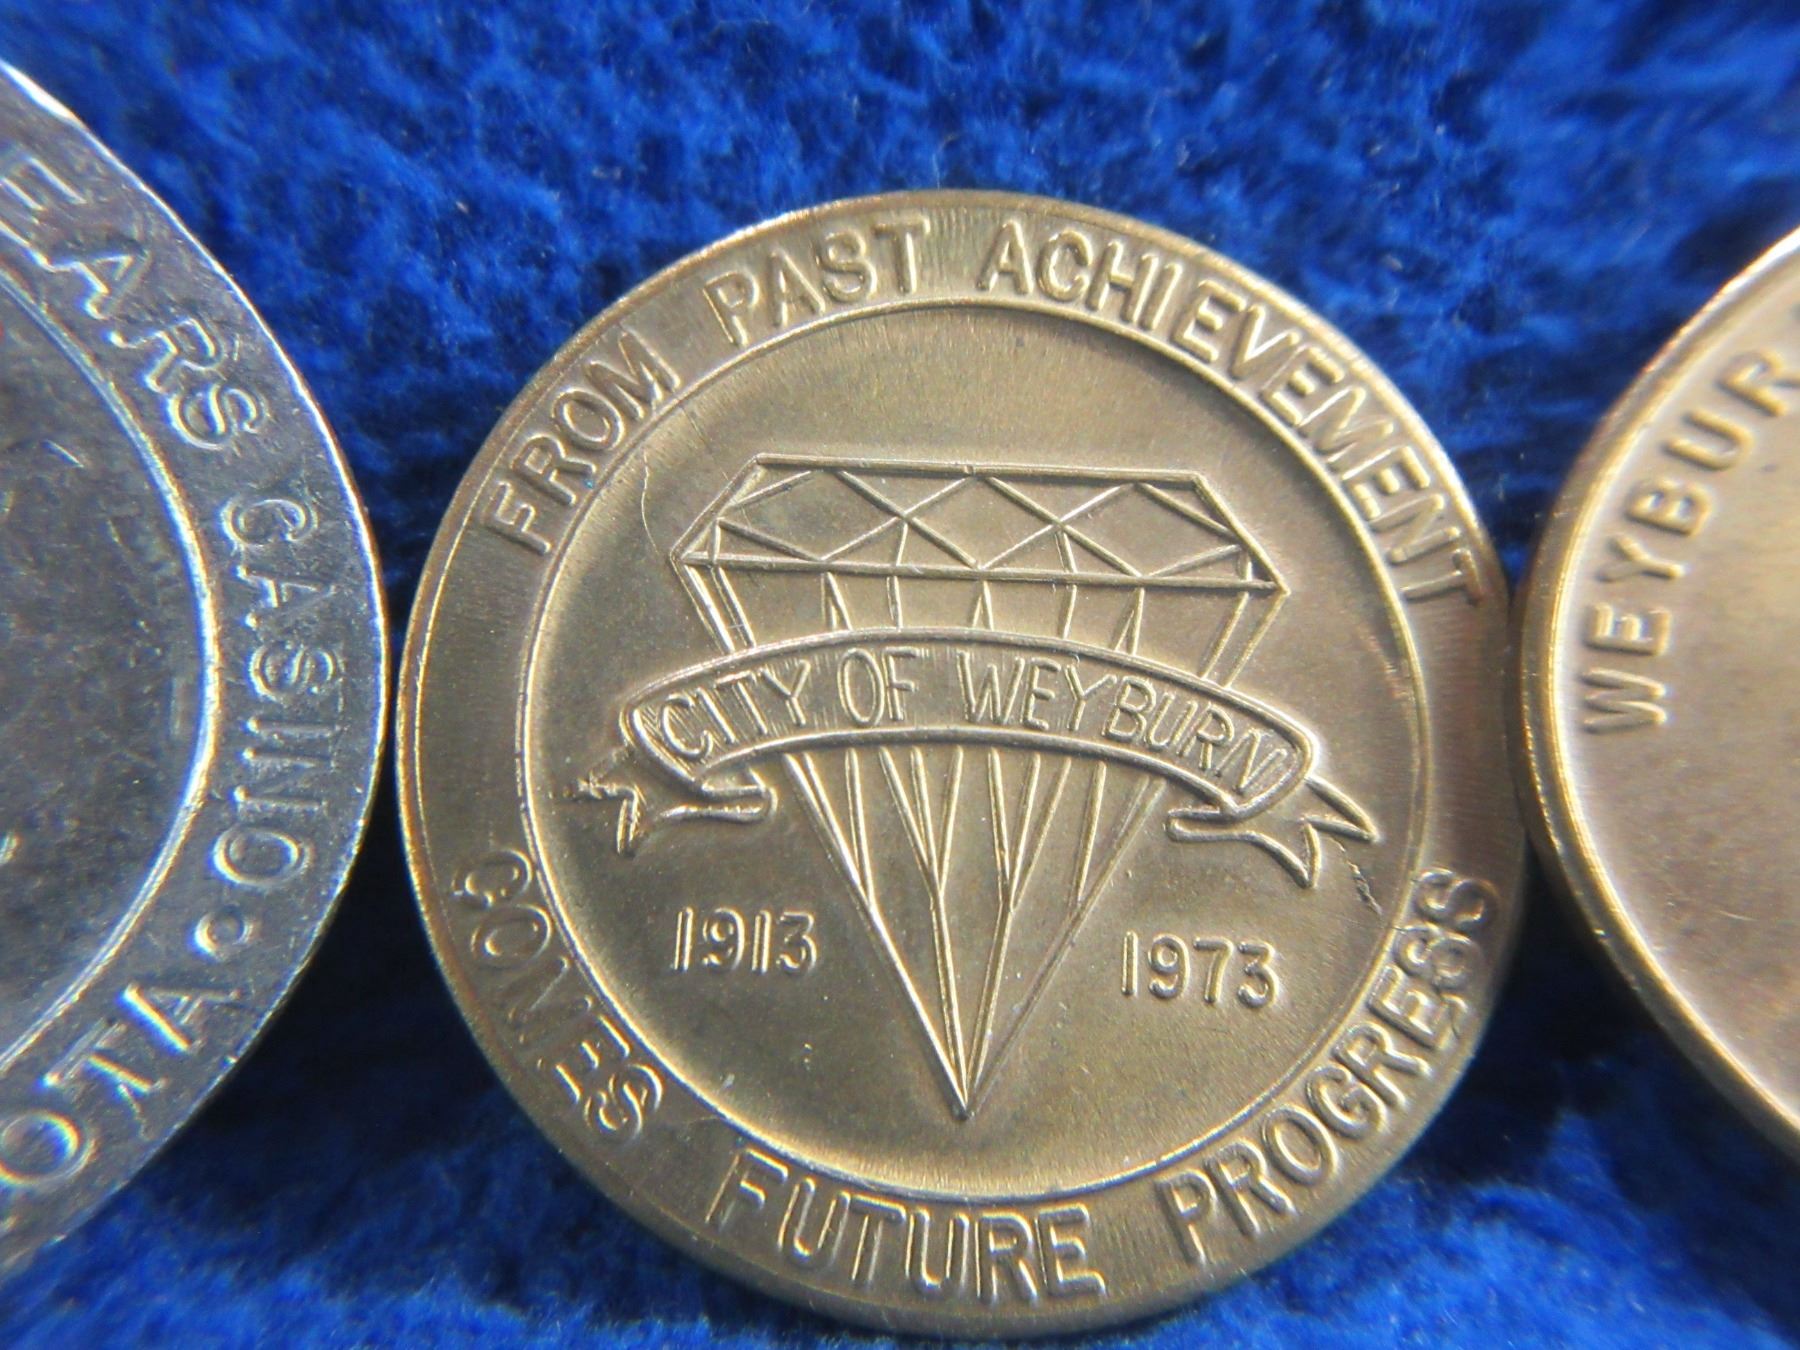 EARS CASINO
OTA
FROM PAST ACHIEVEMENT
CITY OF WEYBURN
1913
1973
COMES FUTURE PROGRESS
WEYBUR